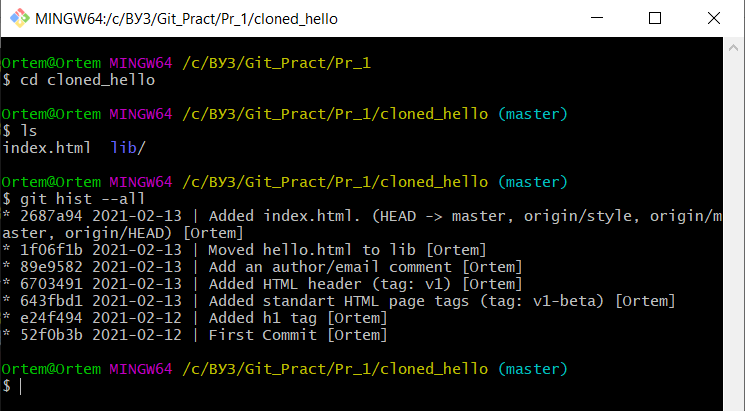 MINGW64:/c/ВУЗ/Git_Pract/Pr_1/cloned_hello
Ortem@Ortem MINGW64 /c/ВУЗ/Git_Pract/Pr_1
$ cd cloned_hello
Ortem@Ortem MINGW64 /c/ВУЗ/Git_Pract/Pr_1/cloned_hello (master)
$ ls
index.html  lib/
Ortem@Ortem MINGW64 /c/ВУЗ/Git_Pract/Pr_1/cloned_hello (master)
$ git hist --all
* 2687a94 2021-02-13 | Added index.html. (HEAD -> master, origin/style, origin/m
aster, origin/HEAD) [Ortem]
* 1f06f1b 2021-02-13 | Moved hello.html to lib [Ortem]
* 89e9582 2021-02-13 | Add an author/email comment [Ortem]
* 6703491 2021-02-13 | Added HTML header (tag: v1) [Ortem]
* 643fbd1 2021-02-13 | Added standart HTML page tags (tag: v1-beta) [Ortem]
* e24f494 2021-02-12 | Added h1 tag [Ortem]
* 52f0b3b 2021-02-12 | First Commit [Ortem]
Ortem@Ortem MINGW64 /c/ВУЗ/Git_Pract/Pr_1/cloned_hello (master)
$